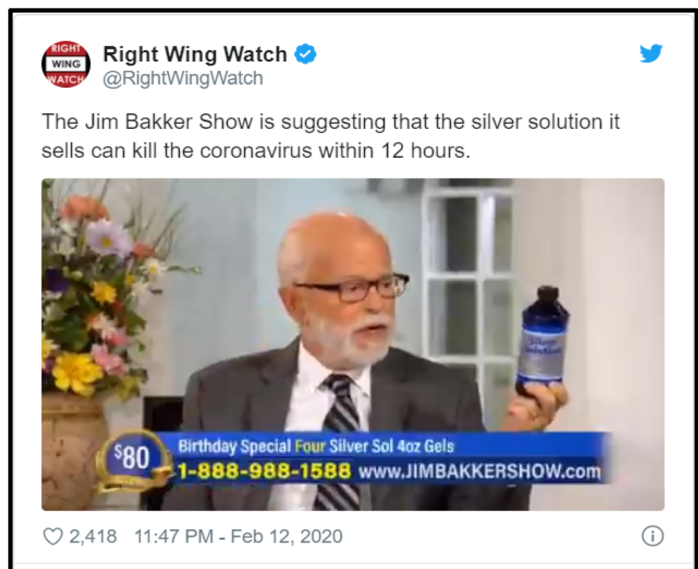 RIGHT
WING
WATCH
Right Wing Watch
@RightWingWatch
The Jim Bakker Show is suggesting that the silver solution it
sells can kill the coronavirus within 12 hours.
Silver
Solution
$80
Birthday Special Four Silver Sol 4oz Gels
1-888-988-1588 www.JIMBAKKERSHOW.com
2,418 11:47 PM - Feb 12, 2020